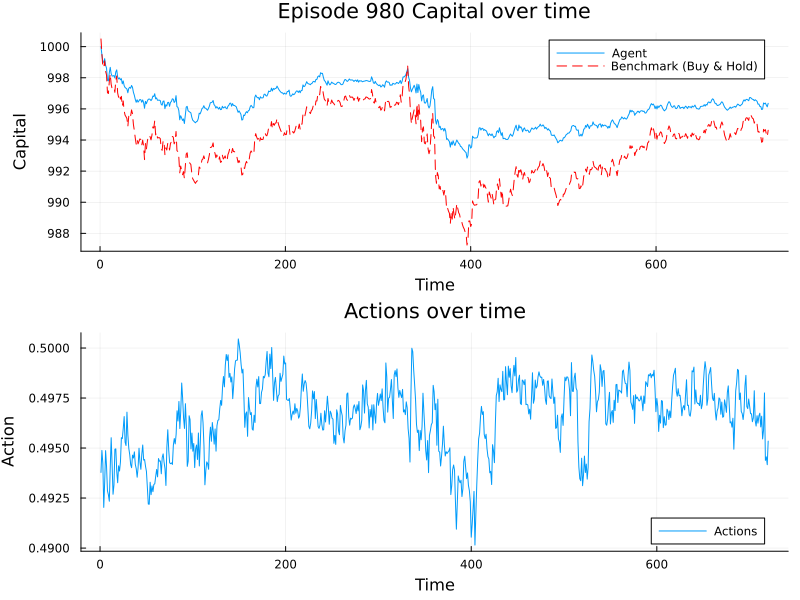 Episode 980 Capital over time
1000
998
996
994
992
990
988
Capital
Agent
Benchmark (Buy & Hold)
0 200 400 600
Time
Actions over time
0.5000
0.4975
0.4950
0.4925
0.4900
Action
Actions
0 200 400 600
Time